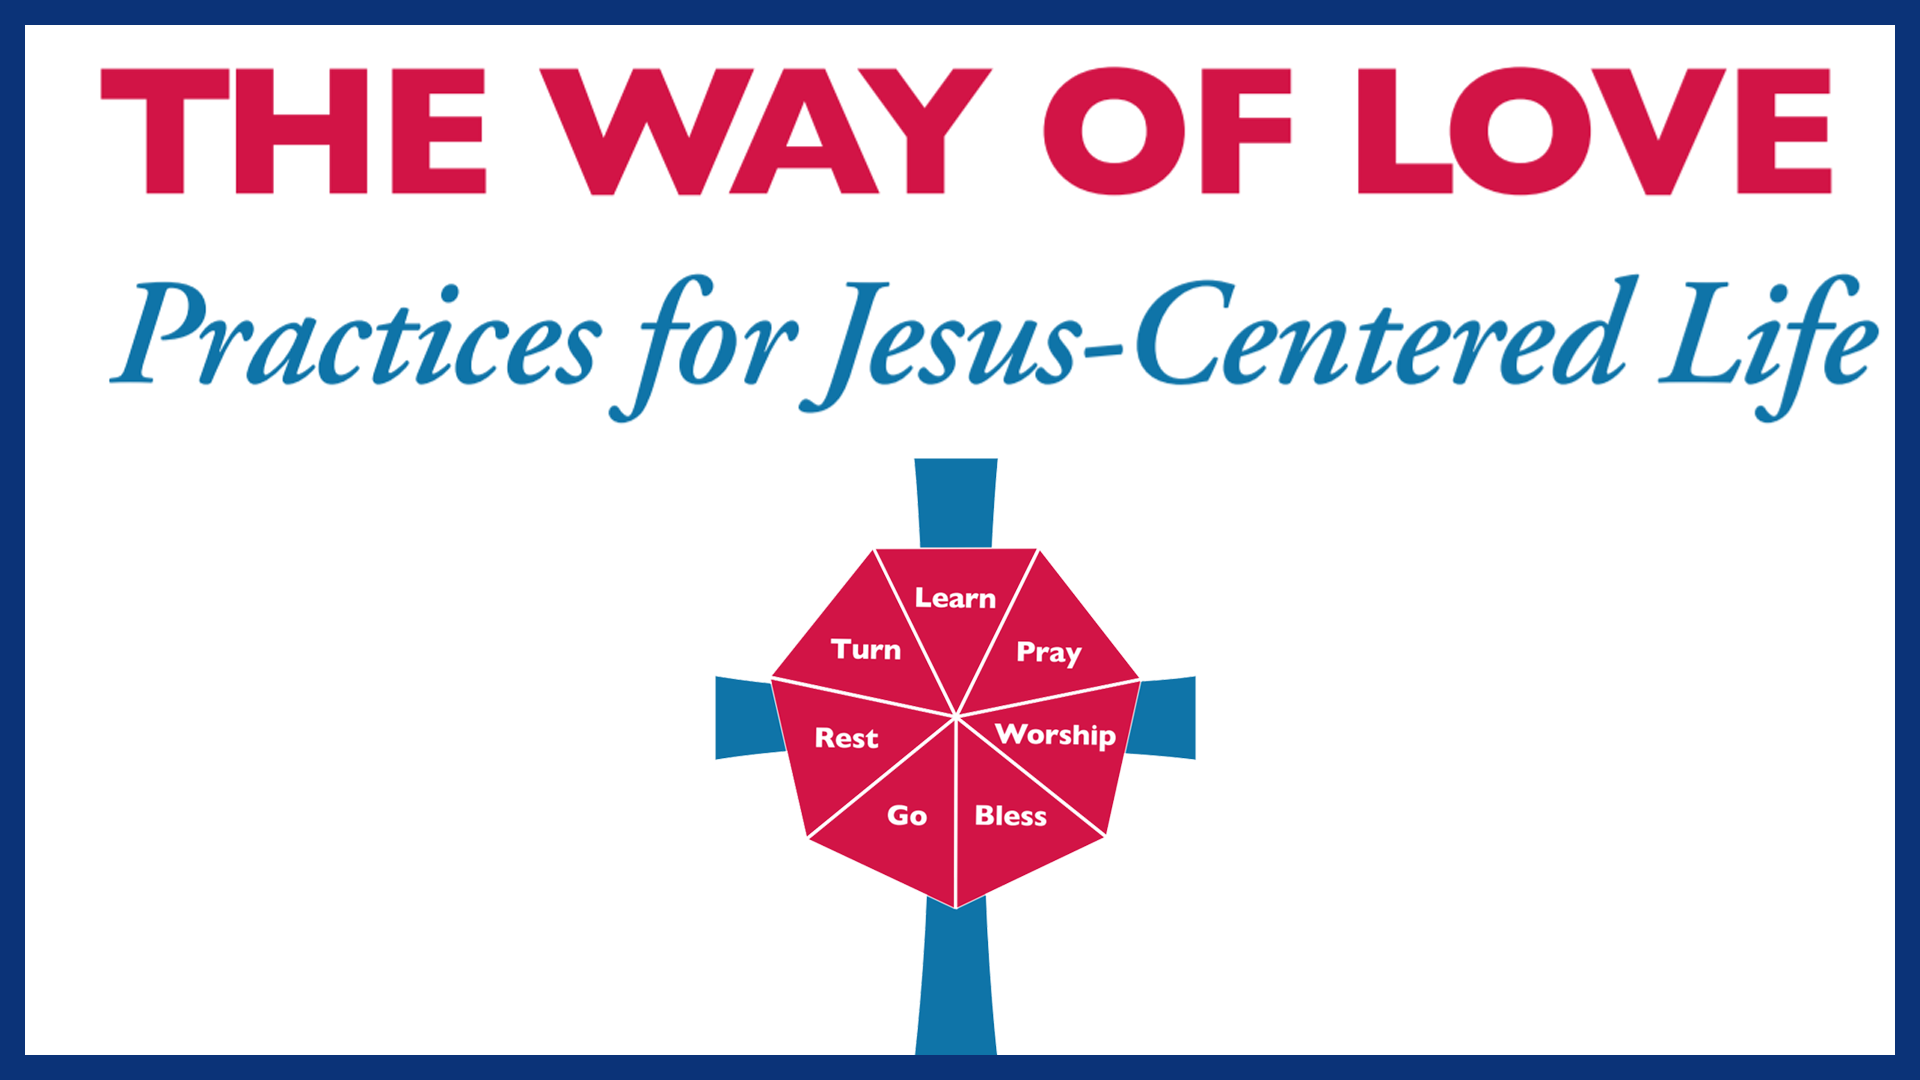 THE WAY OF LOVE
Practices for Jesus-Centered Life
Learn
Turn
Pray
Rest
Worship
Go
Bless